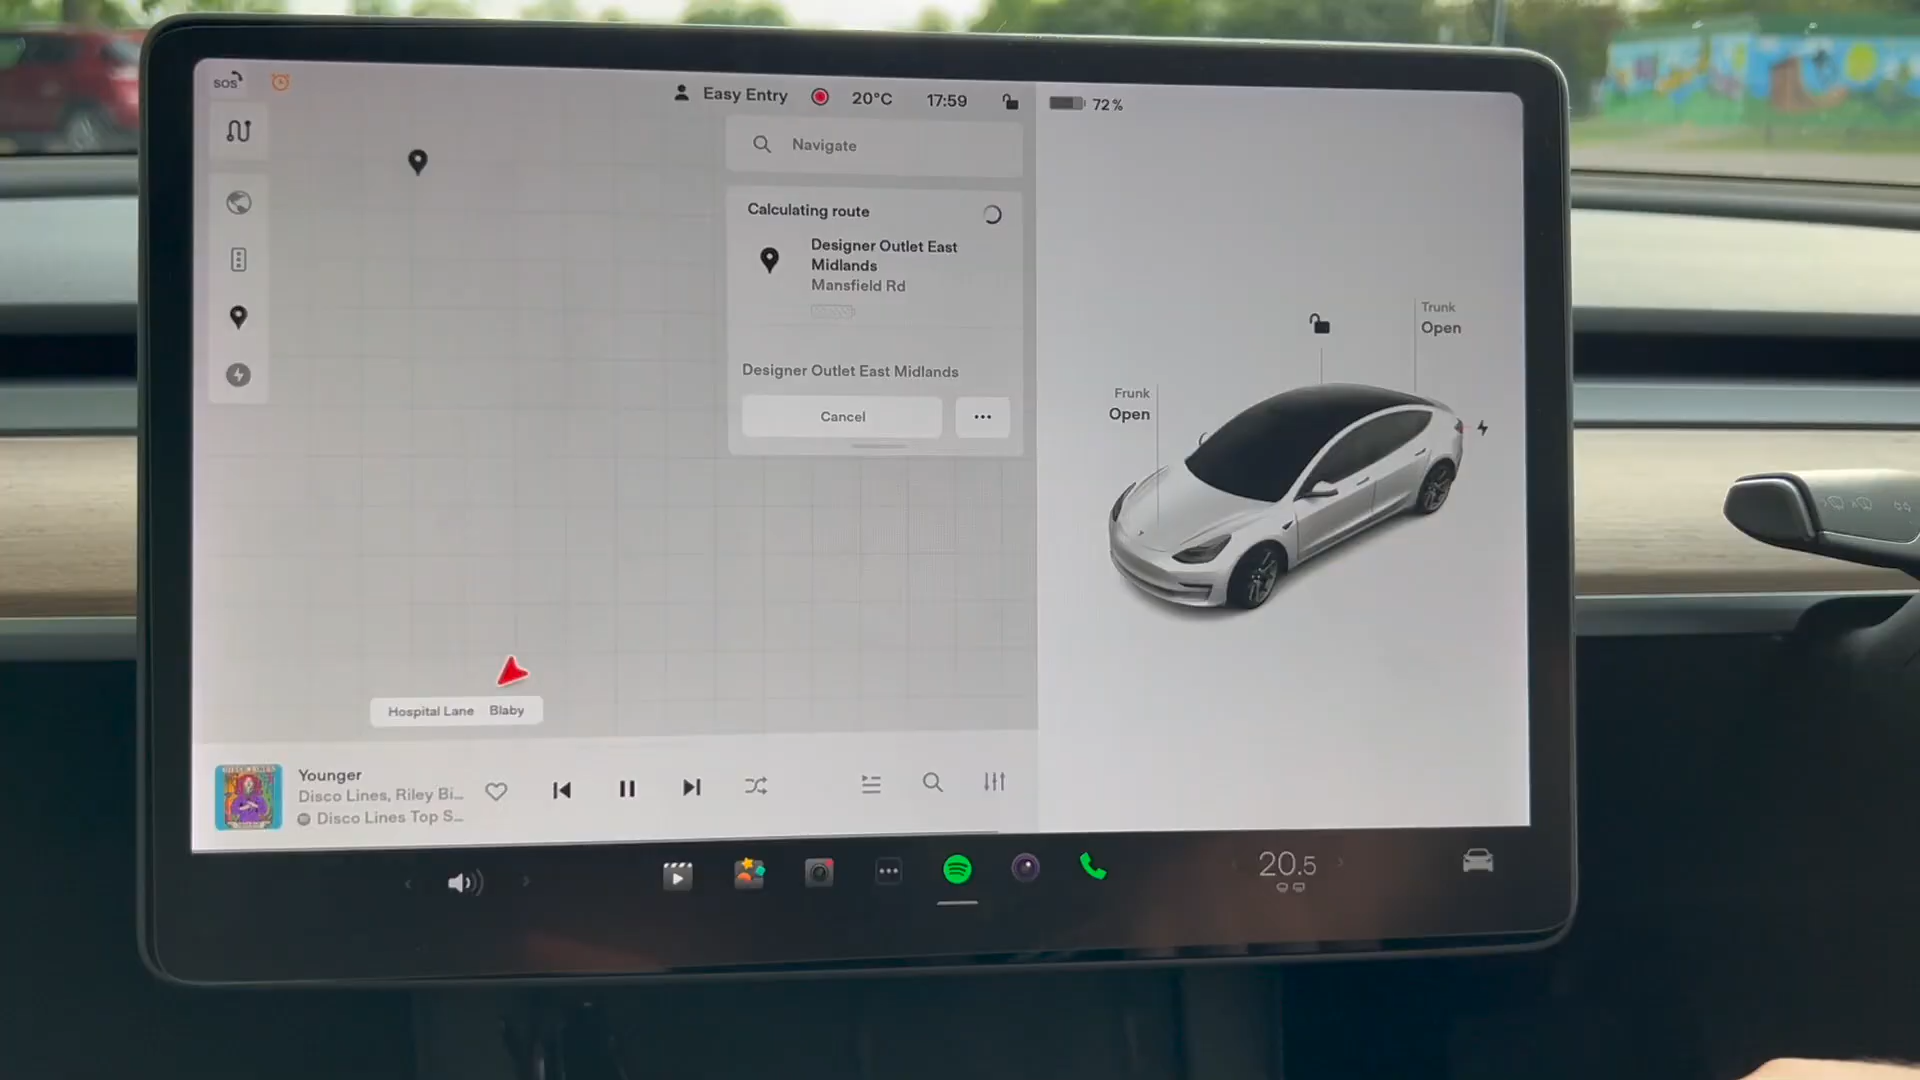 SOS
Easy Entry
20°C
17:59
72%
Navigate
Calculating route
Designer Outlet East
Midlands
Mansfield Rd
Designer Outlet East Midlands
Cancel
Trunk
Open
Frunk
Open
Hospital Lane Blaby
Younger
Disco Lines, Riley Bi...
Disco Lines Top S...
20.5